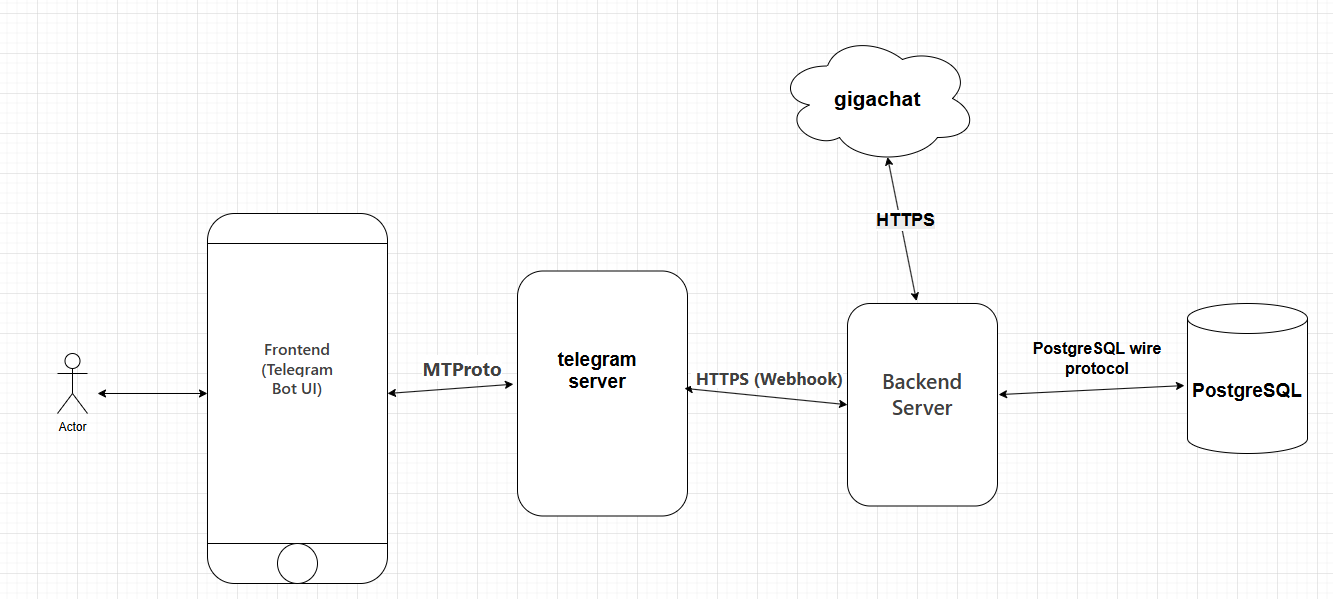 gigachat
HTTPS
Frontend
(Telegram
Bot UI)
MTProto
telegram
server
HTTPS (Webhook)
Backend
Server
PostgreSQL wire
protocol
PostgreSQL
Actor